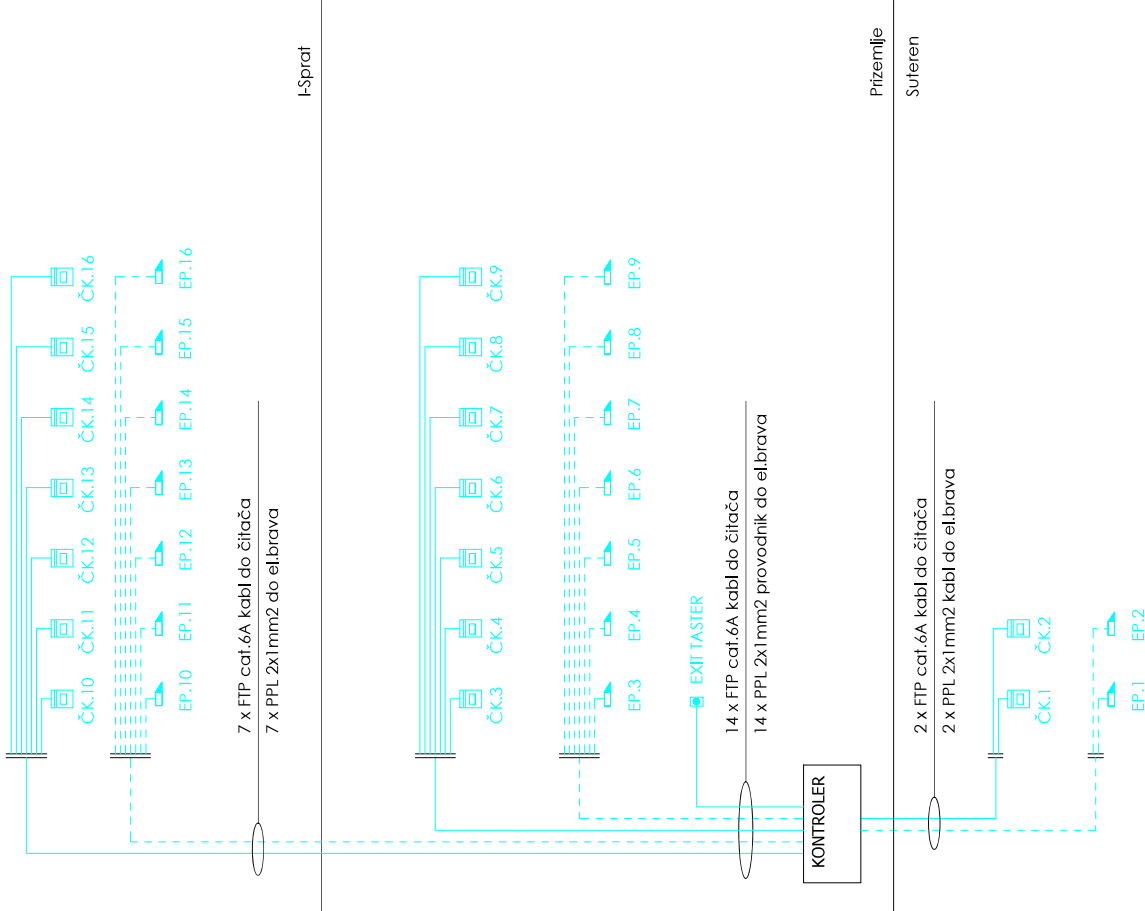 I-Sprat
ČK.10
ČK.11
ČK.12
ČK.13
ČK.14
ČK.15
ČK.16
EP.10
EP.11
EP.12
EP.13
EP.14
EP.15
EP.16
7 x FTP cat.6A kabl do čitača
7 x PPL 2x1mm2 do el.brava
Prizemlje
ČK.3
ČK.4
ČK.5
ČK.6
ČK.7
ČK.8
ČK.9
EP.3
EP.4
EP.5
EP.6
EP.7
EP.8
EP.9
EXIT TASTER
14 x FTP cat.6A kabl do čitača
14 x PPL 2x1mm2 provodnik do el.brava
KONTROLER
Suteren
2 x FTP cat.6A kabl do čitača
2 x PPL 2x1mm2 kabl do el.brava
ČK.1
ČK.2
EP.1
EP.2